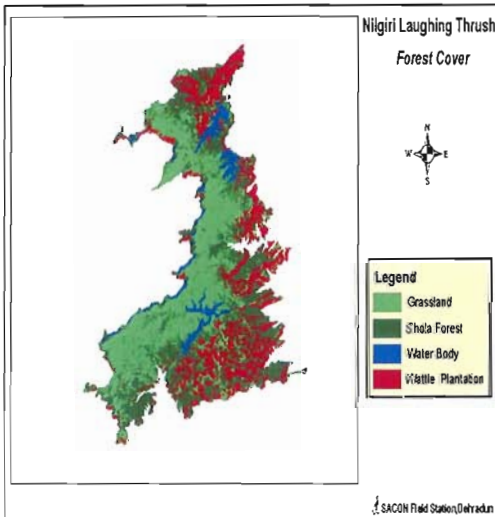 Nilgiri Laughing Thrush
Forest Cover
N
W E
S
Legend
Grassland
Shola Forest
Water Body
Wattle Plantation
SACON Field Station,Dehradun